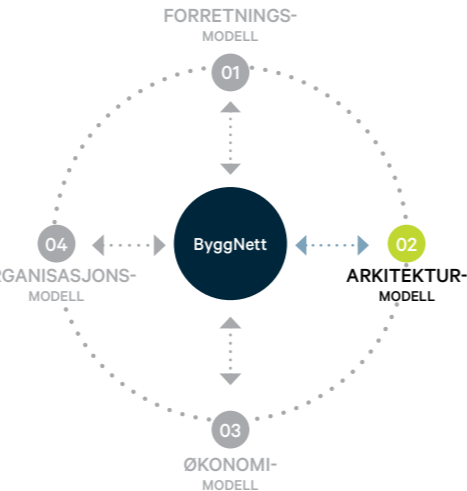 FORRETNINGS-
MODELL
01
04
ByggNett
02
RGANISASJONS-
MODELL
ARKITEKTUR-
MODELL
03
ØKONOMI-
MODELL